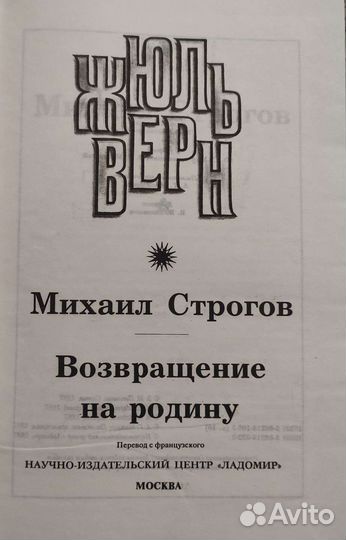 ЖЮЛЬ
ВЕРН
Михаил Строгов
Возвращение
на родину
Перевод с французского
НАУЧНО-ИЗДАТЕЛЬСКИЙ ЦЕНТР «ЛАДОМИР»
МОСКВА
Avito